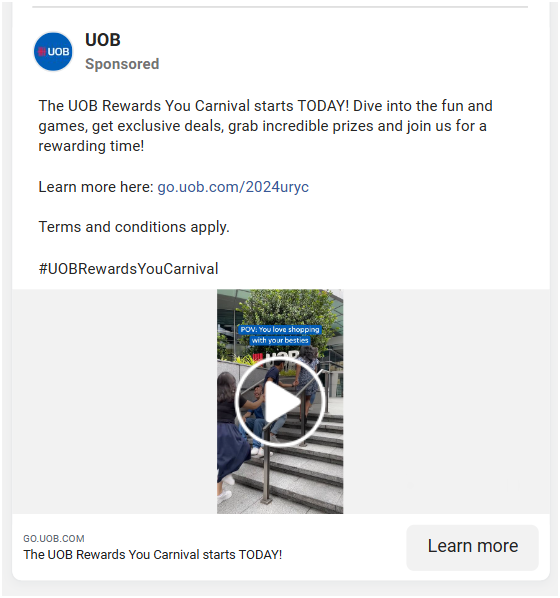 UOB
UOB
Sponsored
The UOB Rewards You Carnival starts TODAY! Dive into the fun and
games, get exclusive deals, grab incredible prizes and join us for a
rewarding time!
Learn more here: go.uob.com/2024uryc
Terms and conditions apply.
#UOBRewardsYouCarnival
POV: You love shopping
with your besties
UOB
GO.UOB.COM
The UOB Rewards You Carnival starts TODAY!
Learn more